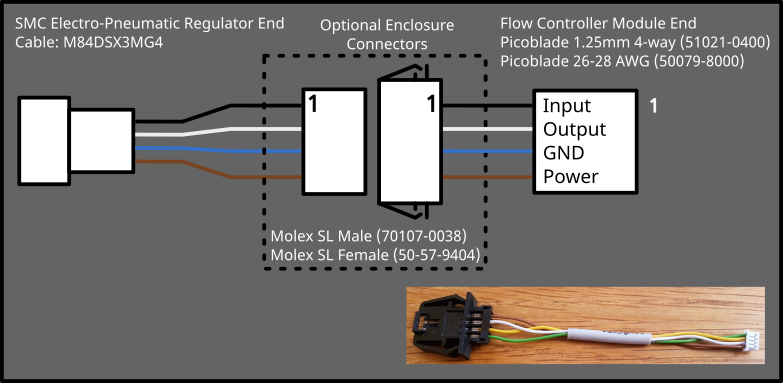 SMC Electro-Pneumatic Regulator End
Cable: M84DSX3MG4
Optional Enclosure
Connectors
Flow Controller Module End
Picoblade 1.25mm 4-way (51021-0400)
Picoblade 26-28 AWG (50079-8000)
1
1
Input
Output
GND
Power
1
Molex SL Male (70107-0038)
Molex SL Female (50-57-9404)